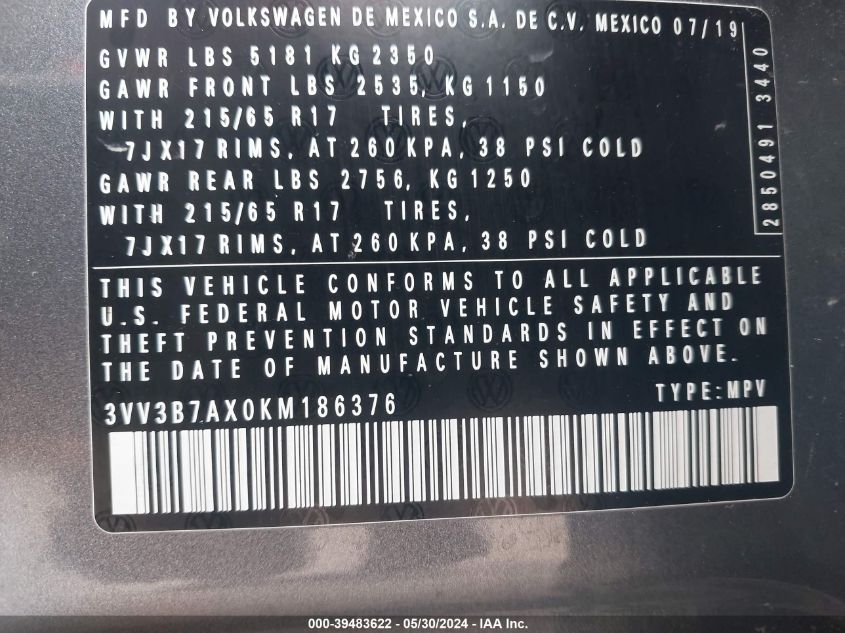 MFD BY VOLKSWAGEN DE MEXICO S.A. DE C.V. MEXICO 07/19
GVWR LBS 5181 KG 2350
GAWR FRONT LBS 2535, KG 1150
WITH 215/65 R17 TIRES,
7JX17 RIMS, AT 260 KPA, 38 PSI COLD
GAWR REAR LBS 2756, KG 1250
WITH 215/65 R17 TIRES,
7JX17 RIMS, AT 260 KPA, 38 PSI COLD
2850491 3440
THIS VEHICLE CONFORMS TO ALL APPLICABLE
U.S. FEDERAL MOTOR VEHICLE SAFETY AND
THEFT PREVENTION STANDARDS IN EFFECT ON
THE DATE OF MANUFACTURE SHOWN ABOVE.
3VV3B7AX0KM186376 TYPE: MPV
000-39483622 - 05/30/2024 - IAA Inc.